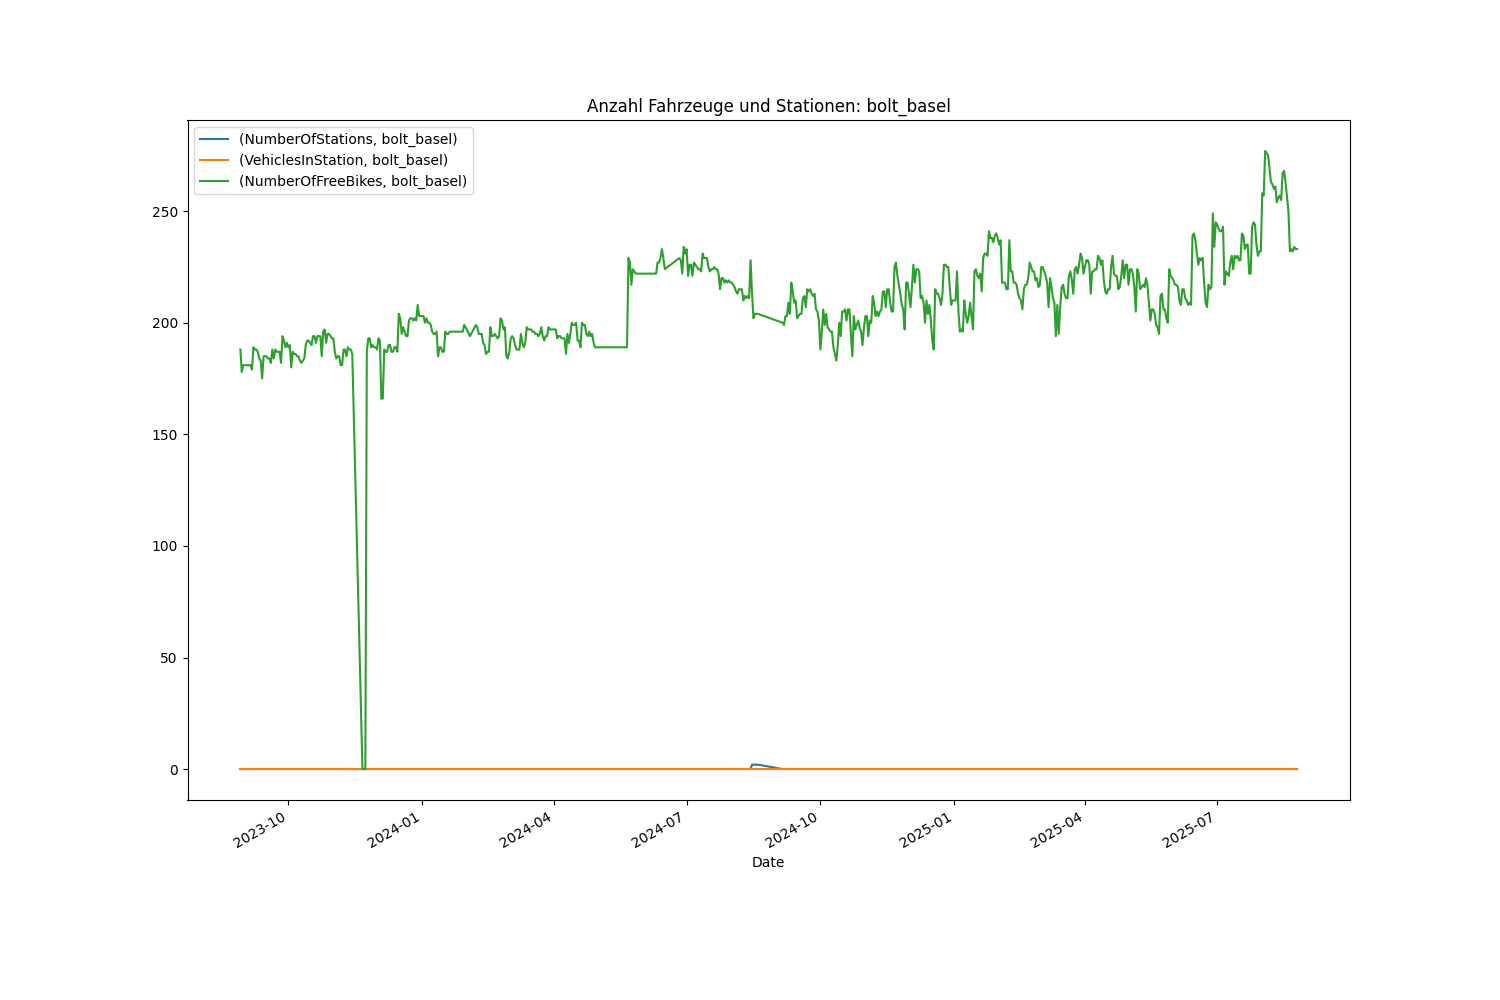 Anzahl Fahrzeuge und Stationen: bolt_basel
(NumberOfStations, bolt_basel)
(VehiclesInStation, bolt_basel)
(NumberOfFreeBikes, bolt_basel)
250
200
150
100
50
0
2023-10
2024-01
2024-04
2024-07
2024-10
2025-01
2025-04
2025-07
Date